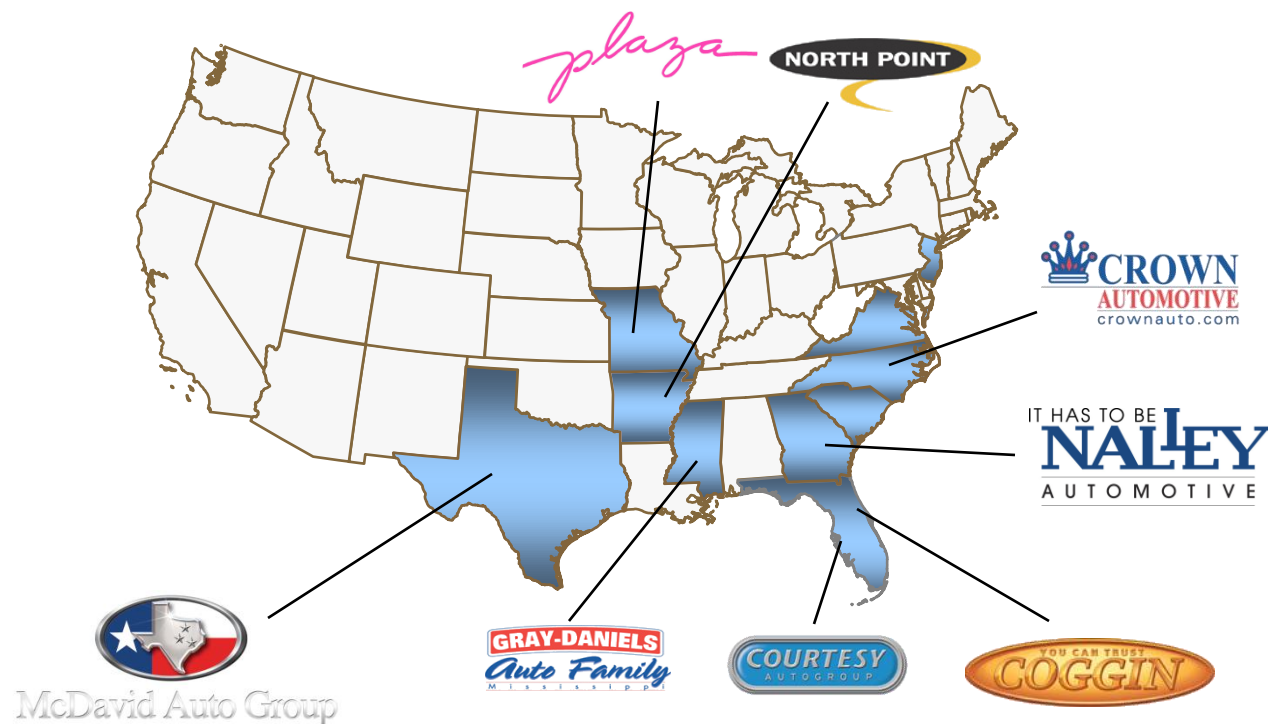 plaza
NORTH POINT
CROWN
AUTOMOTIVE
crownauto.com
IT HAS TO BE
NALLEY
AUTOMOTIVE
McDavid Auto Group
GRAY-DANIELS
Auto Family
Mississippi
COURTESY
AUTOGROUP
YOU CAN TRUST
COGGIN